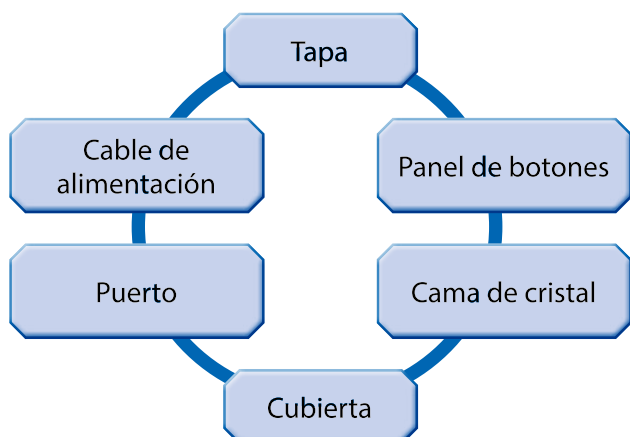 Tapa
Cable de
alimentación
Panel de botones
Puerto
Cama de cristal
Cubierta